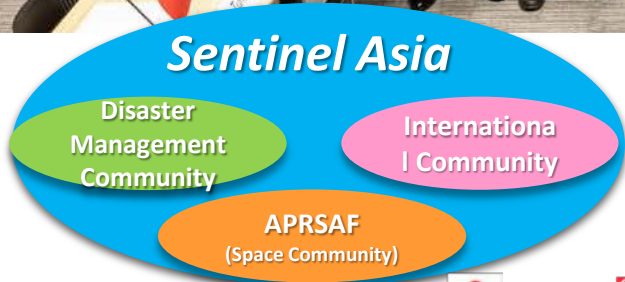 Sentinel Asia
Disaster
Management
Community
Internationa
l Community
APRSAF
(Space Community)